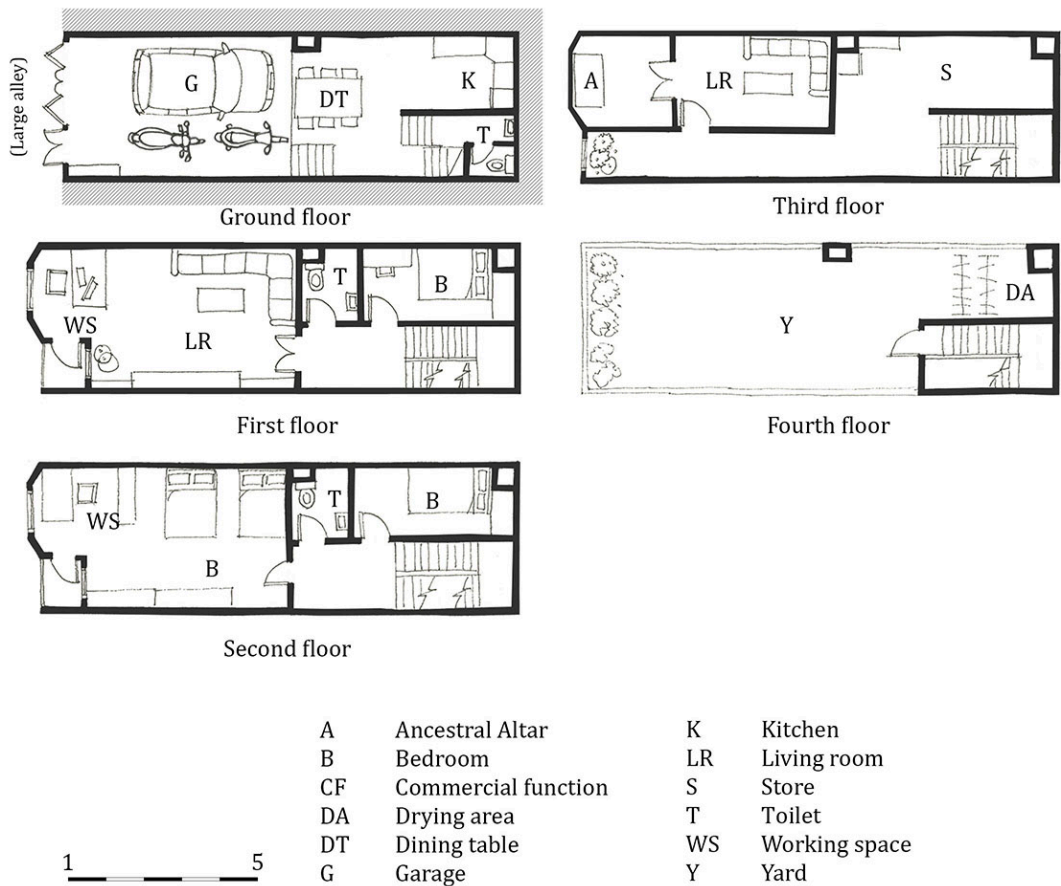 (Large alley)
G
DT
K
T
Ground floor
A
LR
S
Third floor
WS
LR
T
B
First floor
Y
DA
Fourth floor
WS
B
T
B
Second floor
A Ancestral Altar
B Bedroom
CF Commercial function
DA Drying area
DT Dining table
G Garage
K Kitchen
LR Living room
S Store
T Toilet
WS Working space
Y Yard
1 5